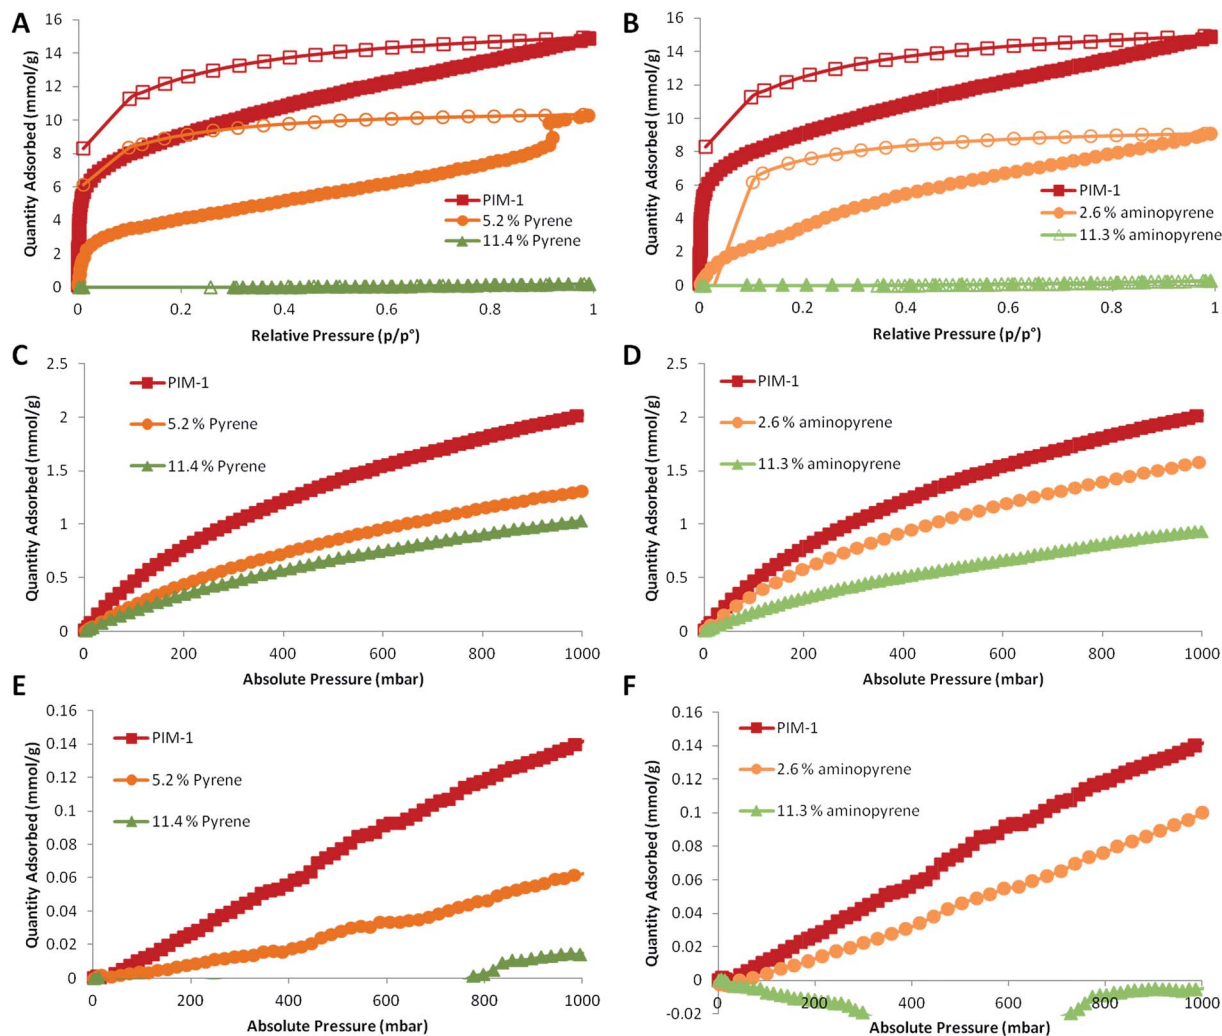 A
16
14
12
10
8
6
4
2
0
Quantity Adsorbed (mmol/g)
PIM-1
5.2 % Pyrene
11.4 % Pyrene
0 0.2 0.4 0.6 0.8 1
Relative Pressure (p/p°)
B
16
14
12
10
8
6
4
2
0
Quantity Adsorbed (mmol/g)
PIM-1
2.6 % aminopyrene
11.3 % aminopyrene
0 0.2 0.4 0.6 0.8 1
Relative Pressure (p/p°)
C
2.5
2
1.5
1
0.5
0
Quantity Adsorbed (mmol/g)
PIM-1
5.2 % Pyrene
11.4 % Pyrene
0 200 400 600 800 1000
Absolute Pressure (mbar)
D
2.5
2
1.5
1
0.5
0
Quantity Adsorbed (mmol/g)
PIM-1
2.6 % aminopyrene
11.3 % aminopyrene
0 200 400 600 800 1000
Absolute Pressure (mbar)
E
0.16
0.14
0.12
0.1
0.08
0.06
0.04
0.02
0
Quantity Adsorbed (mmol/g)
PIM-1
5.2 % Pyrene
11.4 % Pyrene
0 200 400 600 800 1000
Absolute Pressure (mbar)
F
0.16
0.14
0.12
0.1
0.08
0.06
0.04
0.02
0
-0.02
Quantity Adsorbed (mmol/g)
PIM-1
2.6 % aminopyrene
11.3 % aminopyrene
0 200 400 600 800 1000
Absolute Pressure (mbar)